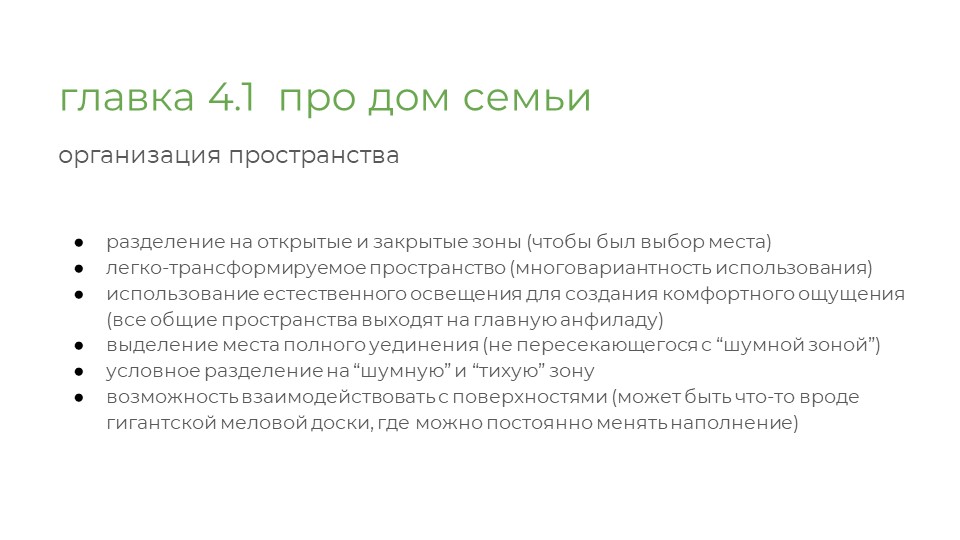 главка 4.1  про дом семьи
организация пространства
● разделение на открытые и закрытые зоны (чтобы был выбор места)
● легко-трансформируемое пространство (многовариантность использования)
● использование естественного освещения для создания комфортного ощущения
(все общие пространства выходят на главную анфиладу)
● выделение места полного уединения (не пересекающегося с “шумной зоной”)
● условное разделение на “шумную” и “тихую” зону
● возможность взаимодействовать с поверхностями (может быть что-то вроде
гигантской меловой доски, где можно постоянно менять наполнение)